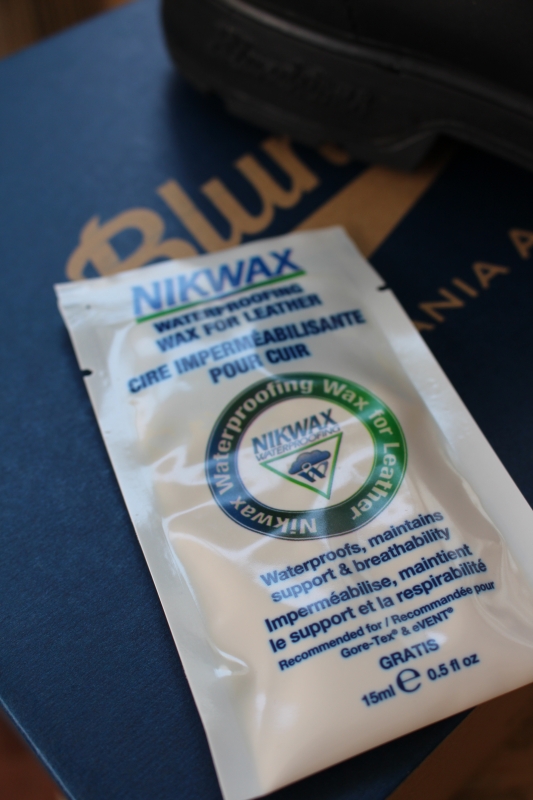 Blun
ANIA A
NIKWAX
WATERPROOFING
WAX FOR LEATHER
CIRE IMPERMÉABILISANTE
POUR CUIR
Nikwax Waterproofing Wax for Leather
NIKWAX
WATERPROOFING
Waterproofs, maintains
support & breathability
Imperméabilise, maintient
le support et la respirabilité
Recommended for / Recommandée pour
Gore-Tex® & eVENT®
GRATIS
15ml e 0.5 fl oz